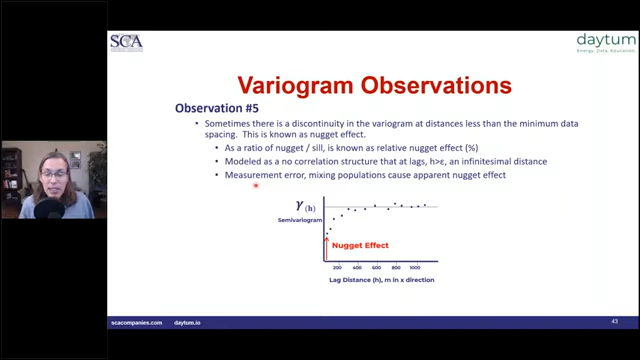 SCA
daytum
Energy. Data. Education.
Variogram Observations
Observation #5
• Sometimes there is a discontinuity in the variogram at distances less than the minimum data
spacing. This is known as nugget effect.
• As a ratio of nugget / sill, is known as relative nugget effect (%)
• Modeled as a no correlation structure that at lags, h>ε, an infinitesimal distance
• Measurement error, mixing populations cause apparent nugget effect
γ(h)
Semivariogram
Nugget Effect
200 400 600 800 1000
Lag Distance (h), m in x direction
scacompanies.com daytum.io
43